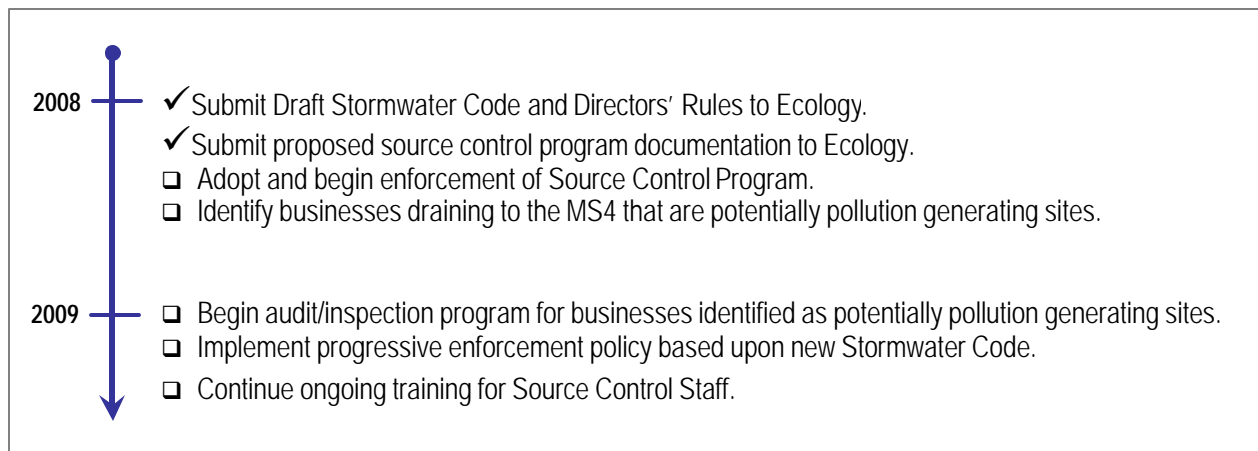 2008
✓Submit Draft Stormwater Code and Directors’ Rules to Ecology.
✓Submit proposed source control program documentation to Ecology.
❑ Adopt and begin enforcement of Source Control Program.
❑ Identify businesses draining to the MS4 that are potentially pollution generating sites.
2009
❑ Begin audit/inspection program for businesses identified as potentially pollution generating sites.
❑ Implement progressive enforcement policy based upon new Stormwater Code.
❑ Continue ongoing training for Source Control Staff.